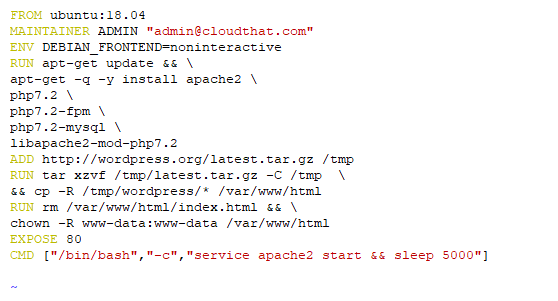 FROM ubuntu:18.04
MAINTAINER ADMIN "admin@cloudthat.com"
ENV DEBIAN_FRONTEND=noninteractive
RUN apt-get update && \
apt-get -q -y install apache2 \
php7.2 \
php7.2-fpm \
php7.2-mysql \
libapache2-mod-php7.2
ADD http://wordpress.org/latest.tar.gz /tmp
RUN tar xzvf /tmp/latest.tar.gz -C /tmp  \
&& cp -R /tmp/wordpress/* /var/www/html
RUN rm /var/www/html/index.html && \
chown -R www-data:www-data /var/www/html
EXPOSE 80
CMD ["/bin/bash","-c","service apache2 start && sleep 5000"]
~